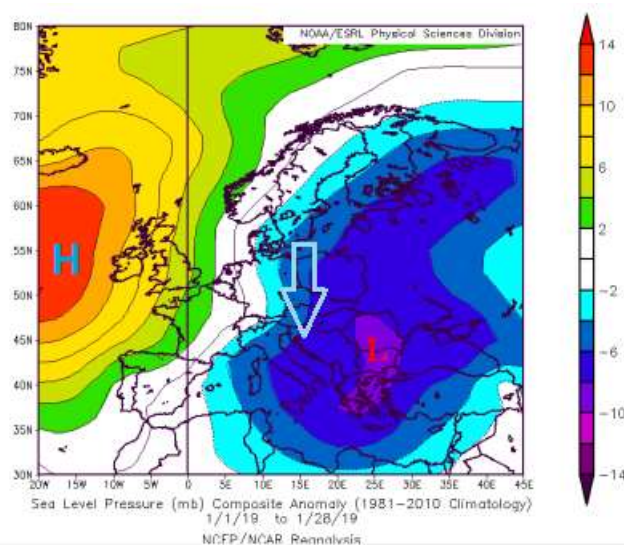 NOAA/ESRL Physical Sciences Division
80N
75N
70N
65N
60N
55N
50N
45N
40N
35N
30N
H
L
20W 15W 10W 5W 0 5E 10E 15E 20E 25E 30E 35E 40E 45E
14
10
6
2
-2
-6
-10
-14
Sea Level Pressure (mb) Composite Anomaly (1981-2010 Climatology)
1/1/19 to 1/28/19
NCEP/NCAR Reanalysis